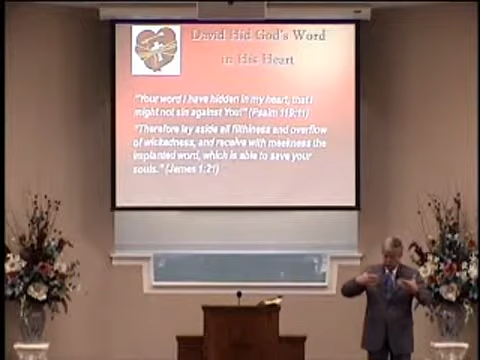 David Hid God's Word
in His Heart
"Your word I have hidden in my heart, that I
might not sin against You!" (Psalm 119:11)
"Therefore lay aside all filthiness and overflow
of wickedness, and receive with meekness the
implanted word, which is able to save your
souls." (James 1:21)